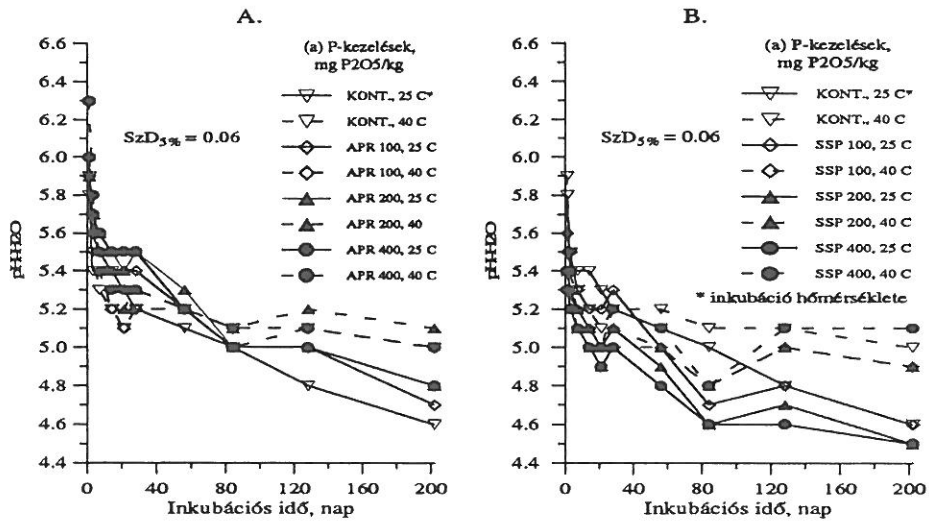 A.
(a) P-kezelések,
mg P2O5/kg
KONT., 25 C*
KONT., 40 C
APR 100, 25 C
APR 100, 40 C
APR 200, 25 C
APR 200, 40
APR 400, 25 C
APR 400, 40 C
SzD5% = 0.06
pH-H2O
6.6
6.4
6.2
6.0
5.8
5.6
5.4
5.2
5.0
4.8
4.6
4.4
0 40 80 120 160 200
Inkubációs idő, nap
B.
(a) P-kezelések,
mg P2O5/kg
KONT., 25 C*
KONT., 40 C
SSP 100, 25 C
SSP 100, 40 C
SSP 200, 25 C
SSP 200, 40 C
SSP 400, 25 C
SSP 400, 40 C
* inkubáció hőmérséklete
SzD5% = 0.06
pH-H2O
6.6
6.4
6.2
6.0
5.8
5.6
5.4
5.2
5.0
4.8
4.6
4.4
0 40 80 120 160 200
Inkubációs idő, nap